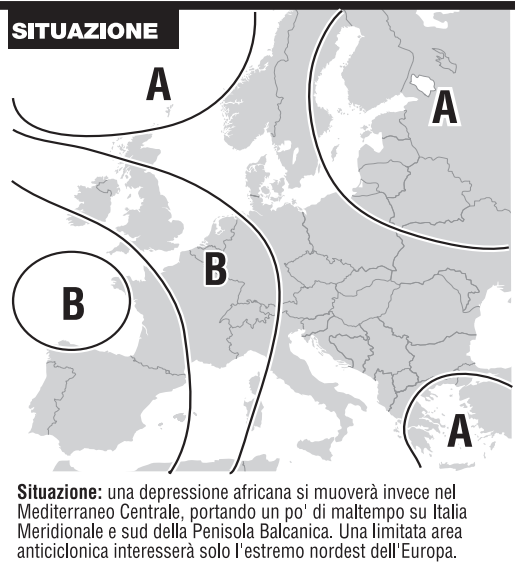 SITUAZIONE
A
A
B
B
A
Situazione: una depressione africana si muoverà invece nel
Mediterraneo Centrale, portando un po' di maltempo su Italia
Meridionale e sud della Penisola Balcanica. Una limitata area
anticiclonica interesserà solo l'estremo nordest dell'Europa.